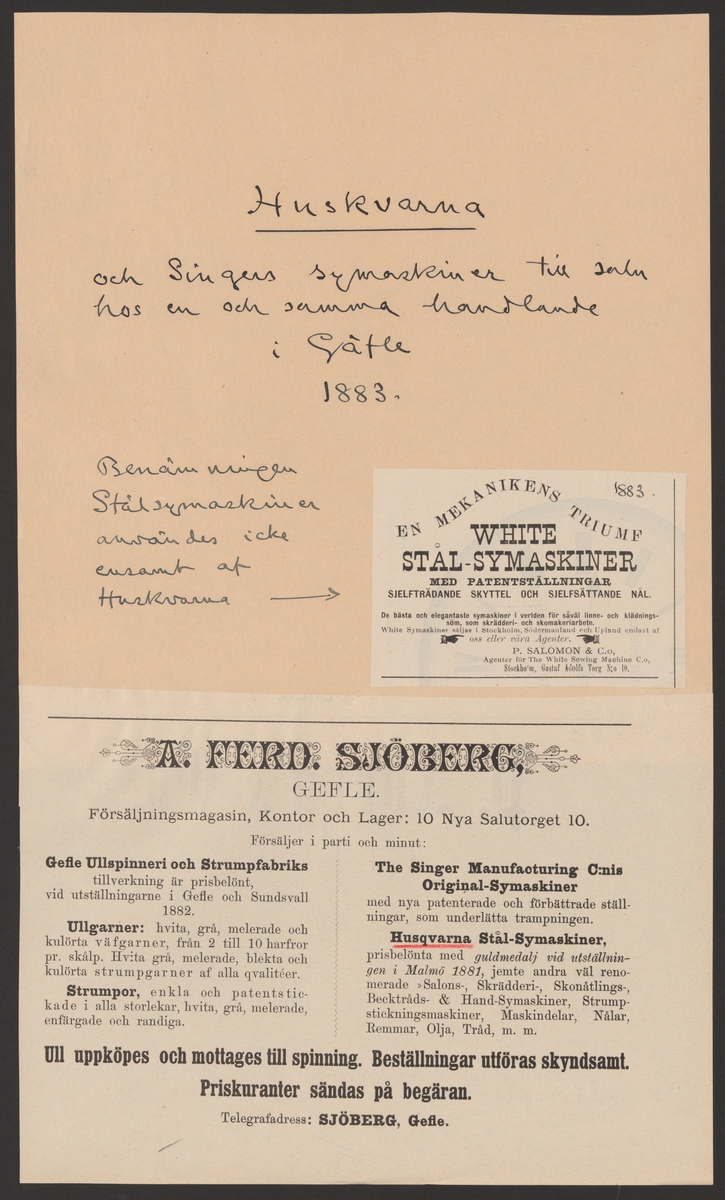 Huskvarna
och Singers symaskiner till salu
hos en och samma handlande
i Gäfle
1883.
Benämningen
Stålsymaskiner
användes icke
ensamt af
Huskvarna →
1883.
EN MEKANIKENS TRIUMF
WHITE
STÅL-SYMASKINER
MED PATENTSTÄLLNINGAR
SJELFTRÄDANDE SKYTTEL OCH SJELFSÄTTANDE NÅL.
De bästa och elegantaste symaskiner i verlden för såväl linne- och klädnings-
söm, som skrädderi- och skomakeriarbete.
White Symaskiner säljas i Stockholm, Södermanland och Upland endast af
oss eller våra Agenter.
P. SALOMON & C.o,
Agenter för The White Sewing Machine C.o,
Stockholm, Gustaf Adolfs Torg N:o 10.
A. FERD. SJÖBERG,
GEFLE.
Försäljningsmagasin, Kontor och Lager: 10 Nya Salutorget 10.
Försäljer i parti och minut:
Gefle Ullspinneri och Strumpfabriks
tillverkning är prisbelönt,
vid utställningarne i Gefle och Sundsvall
1882.
Ullgarner: hvita, grå, melerade och
kulörta väfgarner, från 2 till 10 harfror
pr. skålp. Hvita grå, melerade, blekta och
kulörta strumpgarner af alla qvalitéer.
Strumpor, enkla och patentstic-
kade i alla storlekar, hvita, grå, melerade,
enfärgade och randiga.
The Singer Manufacturing C:nis
Original-Symaskiner
med nya patenterade och förbättrade ställ-
ningar, som underlätta trampningen.
Husqvarna Stål-Symaskiner,
prisbelönta med guldmedalj vid utställnin-
gen i Malmö 1881, jemte andra väl reno-
merade »Salons-, Skrädderi-, Skonåtlings-,
Becktråds- & Hand-Symaskiner, Strump-
stickningsmaskiner, Maskindelar, Nålar,
Remmar, Olja, Tråd, m. m.
Ull uppköpes och mottages till spinning. Beställningar utföras skyndsamt.
Priskuranter sändas på begäran.
Telegrafadress: SJÖBERG, Gefle.